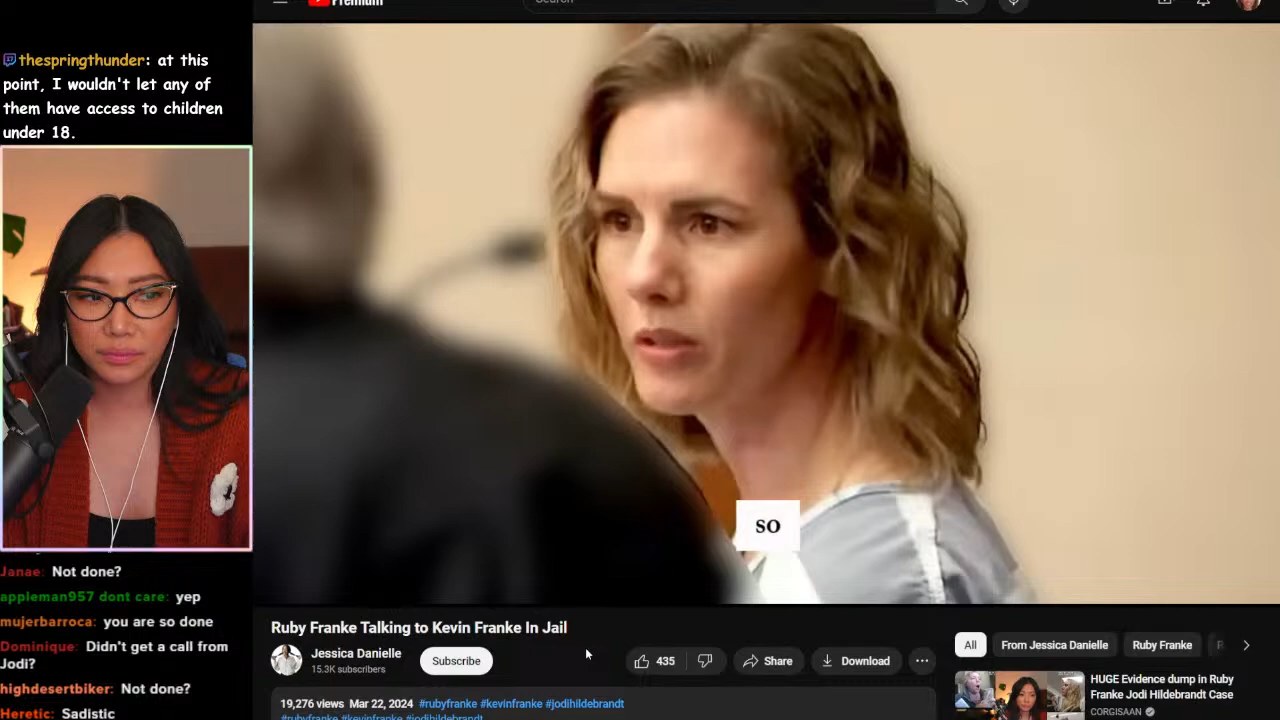 Premium
Search
thespringthunder: at this
point, I wouldn't let any of
them have access to children
under 18.
SO
Janae: Not done?
appleman957 dont care: yep
mujerbarroca: you are so done
Dominique: Didn't get a call from
Jodi?
highdesertbiker: Not done?
Heretic: Sadistic
Ruby Franke Talking to Kevin Franke In Jail
Jessica Danielle
15.3K subscribers
Subscribe
435
Share
Download
19,276 views Mar 22, 2024 #rubyfranke #kevinfranke #jodihildebrandt
#rubyfranke #kevinfranke #jodihildebrandt
All
From Jessica Danielle
Ruby Franke
HUGE Evidence dump in Ruby
Franke Jodi Hildebrandt Case
CORGISAAN